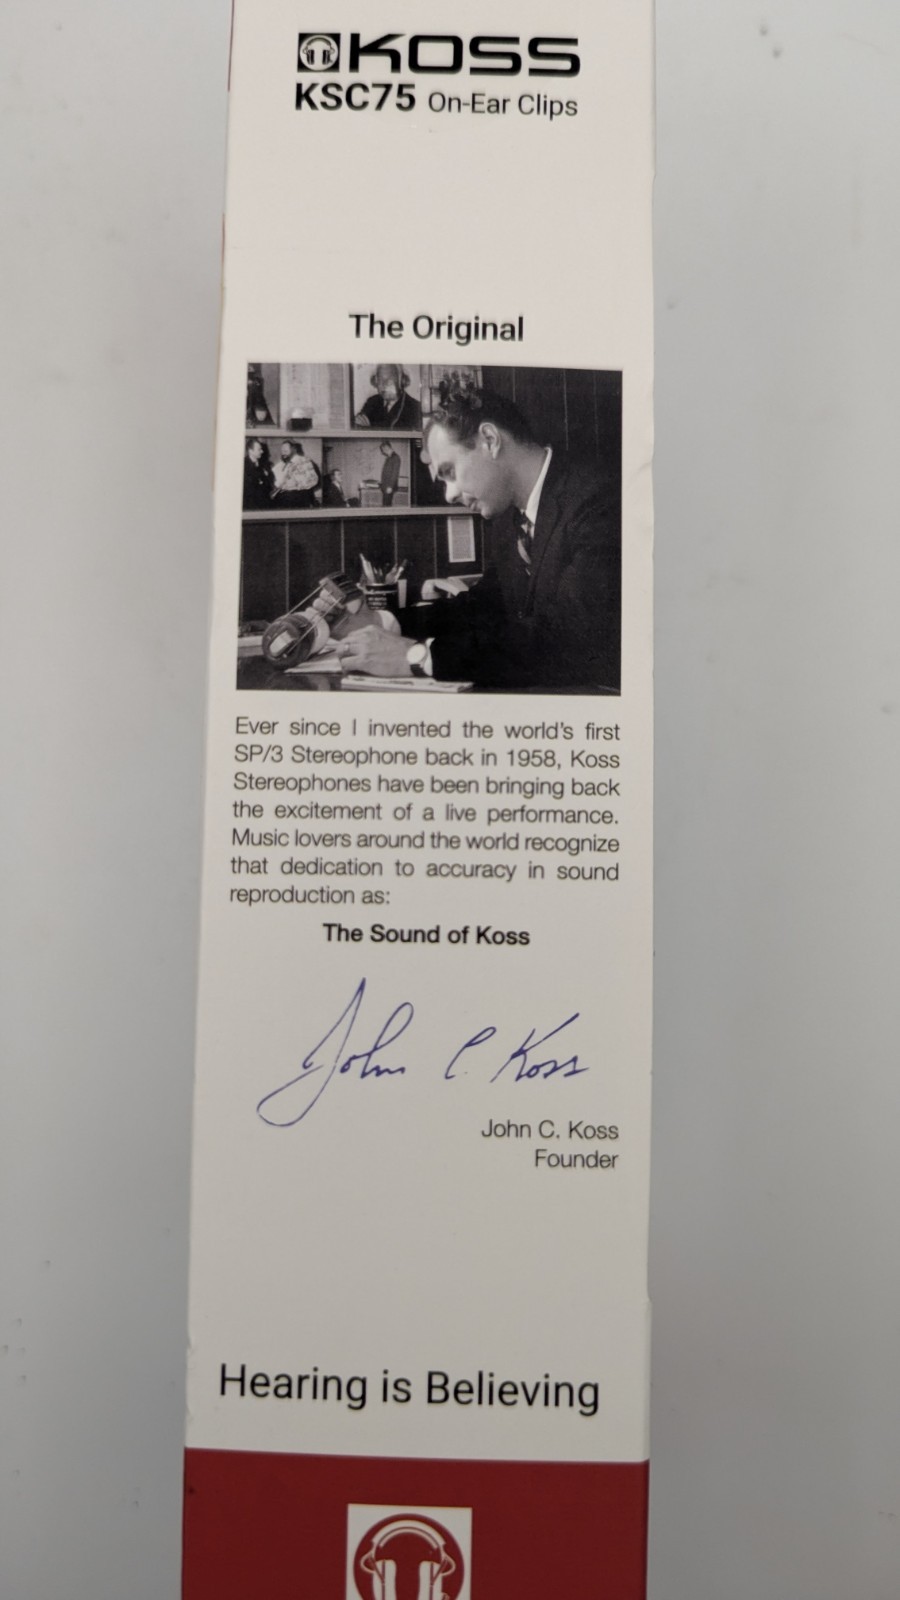 KOSS
KSC75 On-Ear Clips
The Original
Ever since I invented the world's first
SP/3 Stereophone back in 1958, Koss
Stereophones have been bringing back
the excitement of a live performance.
Music lovers around the world recognize
that dedication to accuracy in sound
reproduction as:
The Sound of Koss
John C. Koss
John C. Koss
Founder
Hearing is Believing